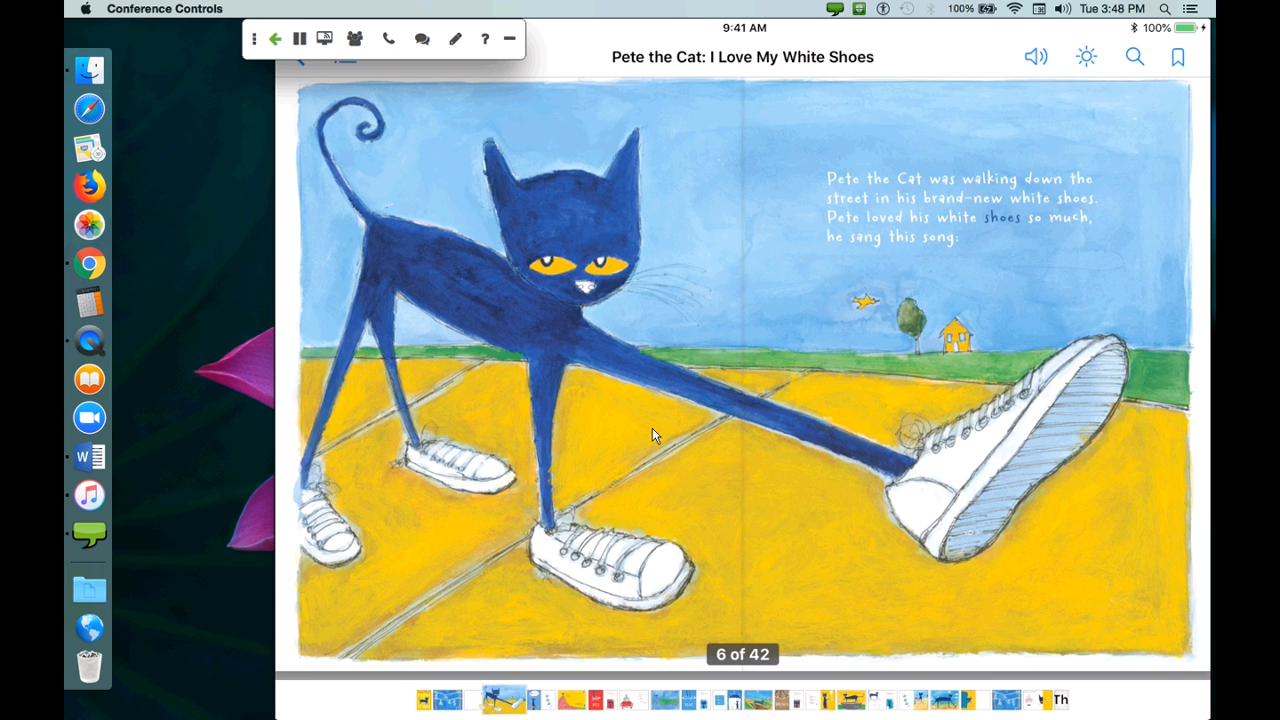 Conference Controls
100%
Tue 3:48 PM
9:41 AM
100%
?
Pete the Cat: I Love My White Shoes
Pete the Cat was walking down the
street in his brand-new white shoes.
Pete loved his white shoes so much,
he sang this song:
W
6 of 42
Th